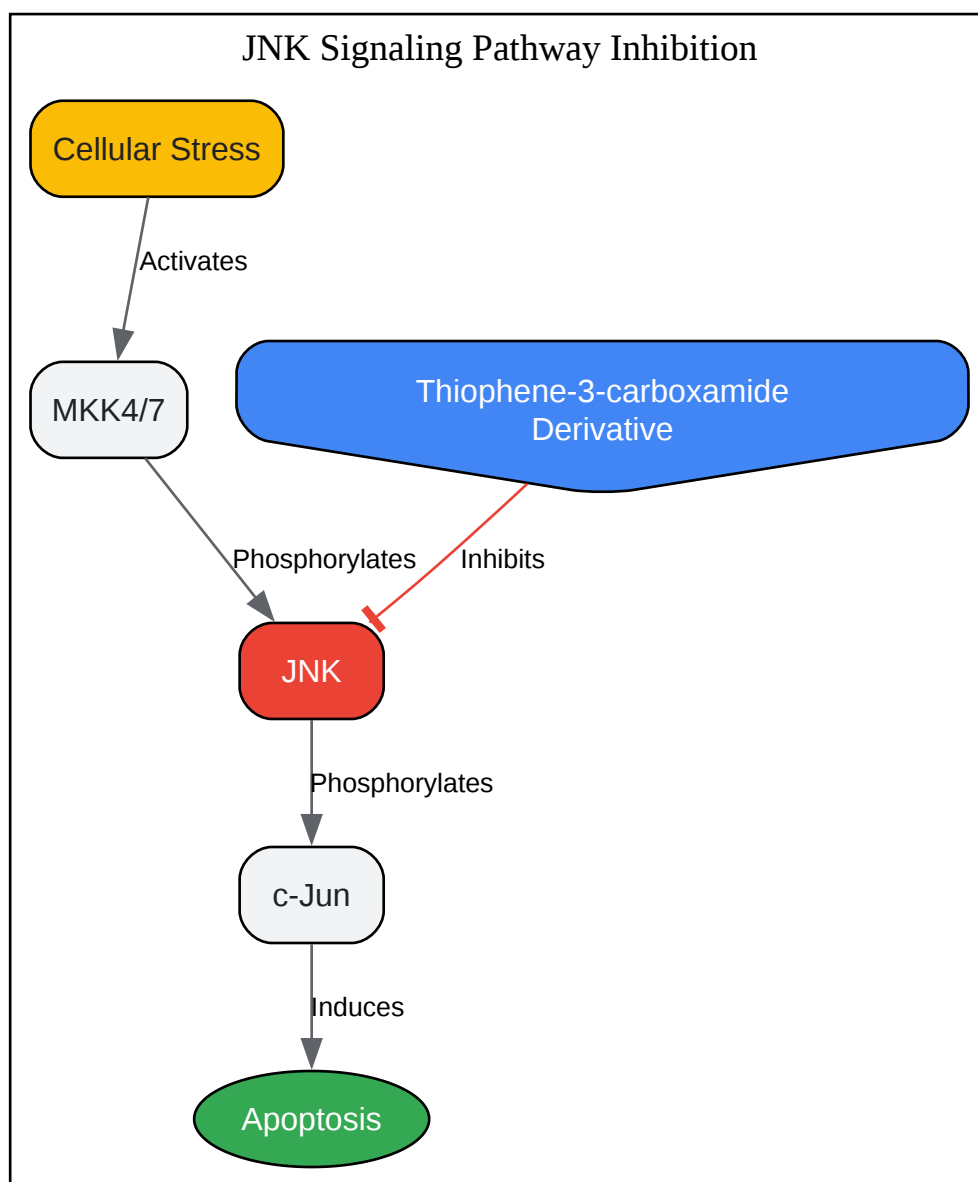 JNK Signaling Pathway Inhibition
Cellular Stress
Activates
MKK4/7
Thiophene-3-carboxamide
Derivative
Phosphorylates
Inhibits
JNK
Phosphorylates
c-Jun
Induces
Apoptosis